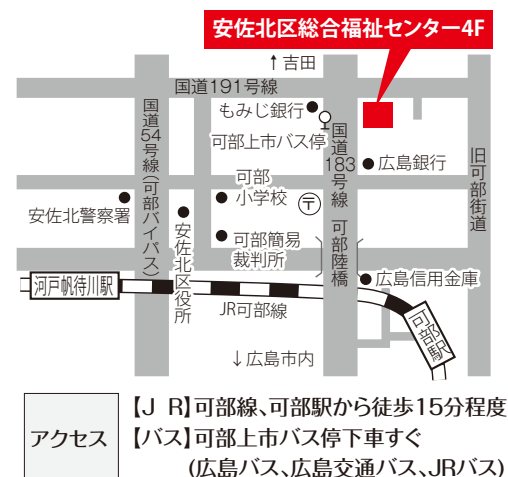 安佐北区総合福祉センター4F
↑吉田
国道191号線
もみじ銀行
可部上市バス停
国道54号線(可部バイパス)
国道183号線 可部陸橋
旧可部街道
広島銀行
可部
小学校
〒
安佐北警察署
安佐北区役所
可部簡易
裁判所
広島信用金庫
河戸帆待川駅
JR可部線
可部駅
↓広島市内
アクセス
【J R】可部線、可部駅から徒歩15分程度
【バス】可部上市バス停下車すぐ
(広島バス、広島交通バス、JRバス)